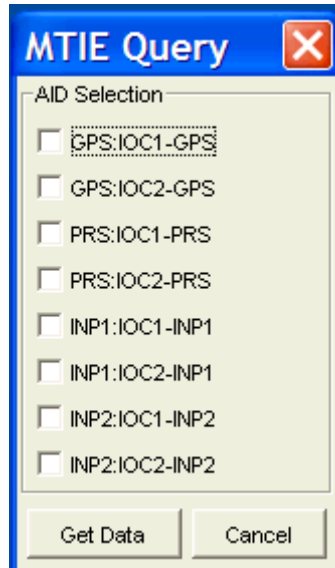 MTIE Query
AID Selection
GPS:IOC1-GPS
GPS:IOC2-GPS
PRS:IOC1-PRS
PRS:IOC2-PRS
INP1:IOC1-INP1
INP1:IOC2-INP1
INP2:IOC1-INP2
INP2:IOC2-INP2
Get Data Cancel